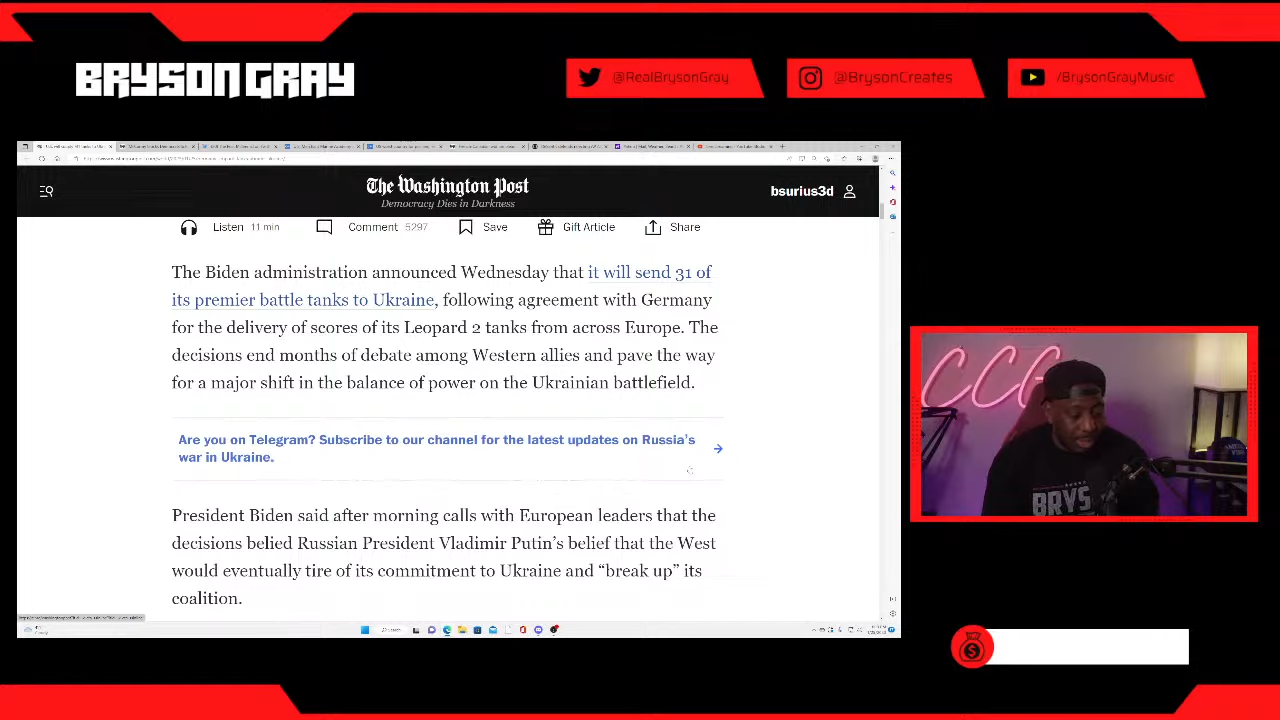 BRYSON GRAY
@RealBrysonGray
@BrysonCreates
/BrysonGrayMusic
The Washington Post
Democracy Dies in Darkness
bsurius3d
Listen 11 min
Comment 5297
Save
Gift Article
Share
The Biden administration announced Wednesday that it will send 31 of
its premier battle tanks to Ukraine, following agreement with Germany
for the delivery of scores of its Leopard 2 tanks from across Europe. The
decisions end months of debate among Western allies and pave the way
for a major shift in the balance of power on the Ukrainian battlefield.
Are you on Telegram? Subscribe to our channel for the latest updates on Russia's
war in Ukraine.
President Biden said after morning calls with European leaders that the
decisions belied Russian President Vladimir Putin's belief that the West
would eventually tire of its commitment to Ukraine and “break up” its
coalition.
CCG
BRYS